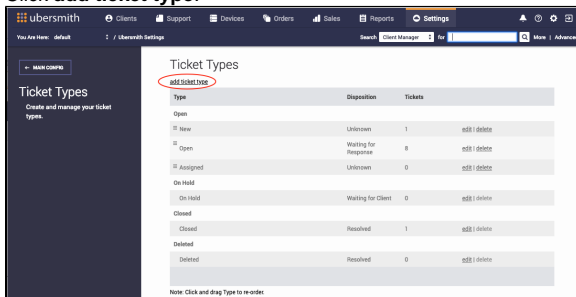 Click add ticket type.
ubersmith Clients Support Devices Orders Sales Reports Settings
You Are Here: default / Ubersmith Settings Search Client Manager for More | Advanced
← MAIN CONFIG
Ticket Types
Create and manage your ticket
types.
Ticket Types
add ticket type
Type Disposition Tickets
Open
New Unknown 1 edit | delete
Open Waiting for Response 8 edit | delete
Assigned Unknown 0 edit | delete
On Hold
On Hold Waiting for Client 0 edit | delete
Closed
Closed Resolved 1 edit | delete
Deleted
Deleted Resolved 0 edit | delete
Note: Click and drag Type to re-order.